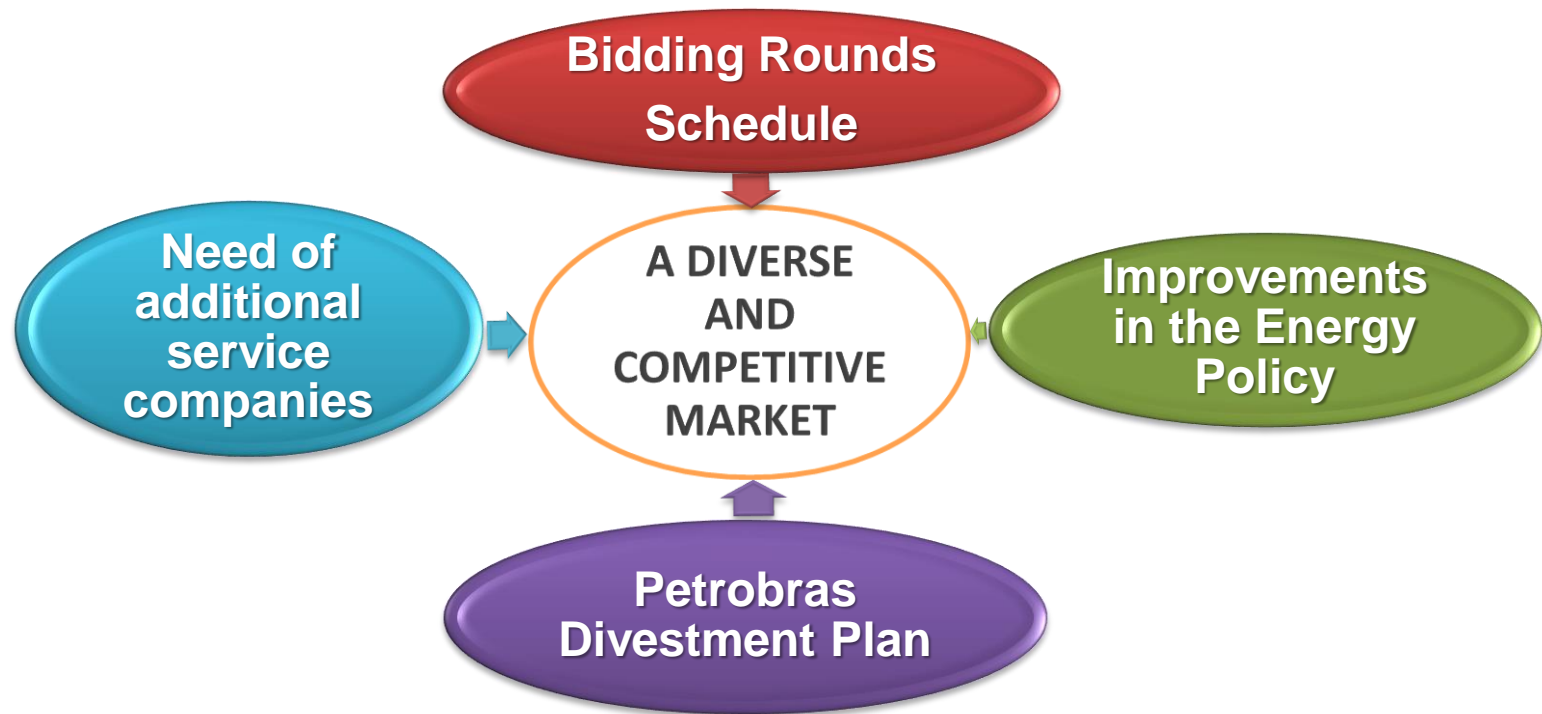 Bidding Rounds
Schedule
Need of
additional
service
companies
A DIVERSE
AND
COMPETITIVE
MARKET
Improvements
in the Energy
Policy
Petrobras
Divestment Plan